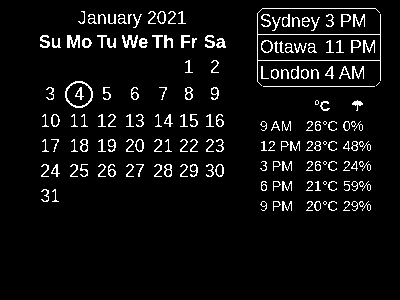 January 2021
Su Mo Tu We Th Fr Sa
1 2
3 4 5 6 7 8 9
10 11 12 13 14 15 16
17 18 19 20 21 22 23
24 25 26 27 28 29 30
31
Sydney 3 PM
Ottawa 11 PM
London 4 AM
°C ☂
9 AM 26°C 0%
12 PM 28°C 48%
3 PM 26°C 24%
6 PM 21°C 59%
9 PM 20°C 29%